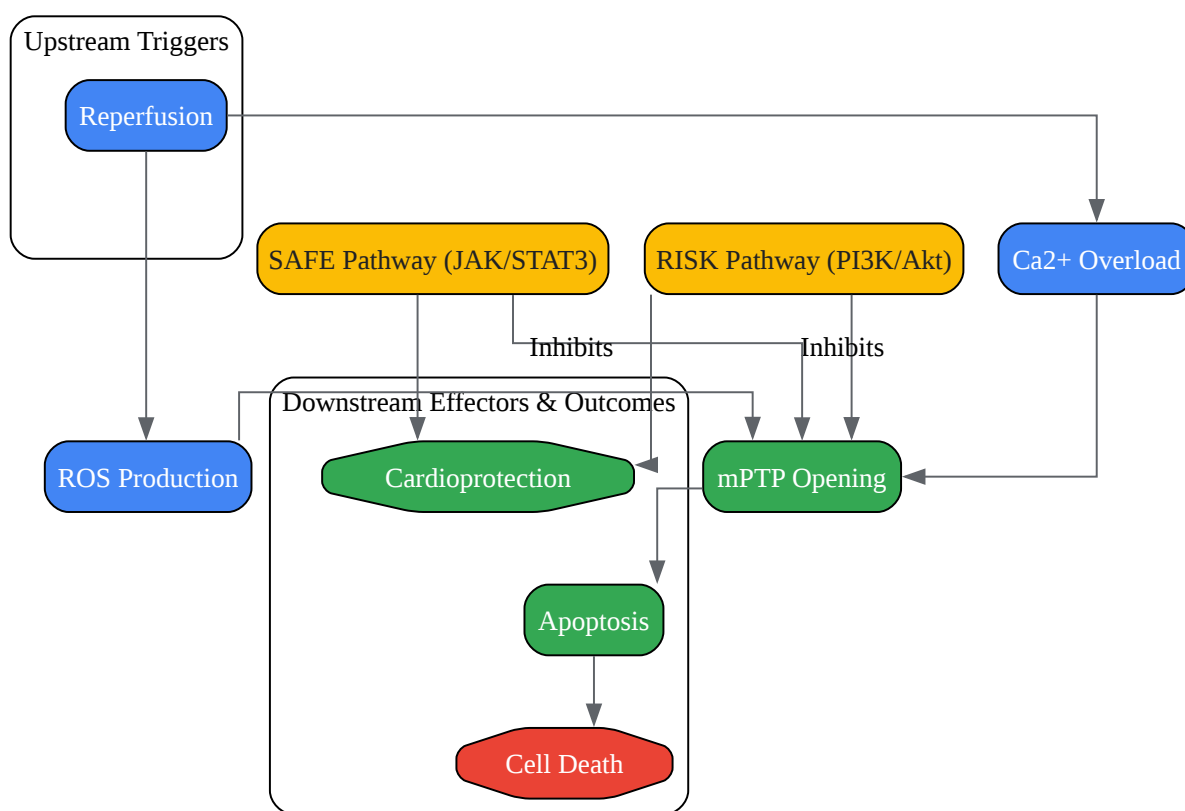 Upstream Triggers
Reperfusion
SAFE Pathway (JAK/STAT3)
RISK Pathway (PI3K/Akt)
Ca2+ Overload
Inhibits
Inhibits
Downstream Effectors & Outcomes
ROS Production
Cardioprotection
mPTP Opening
Apoptosis
Cell Death